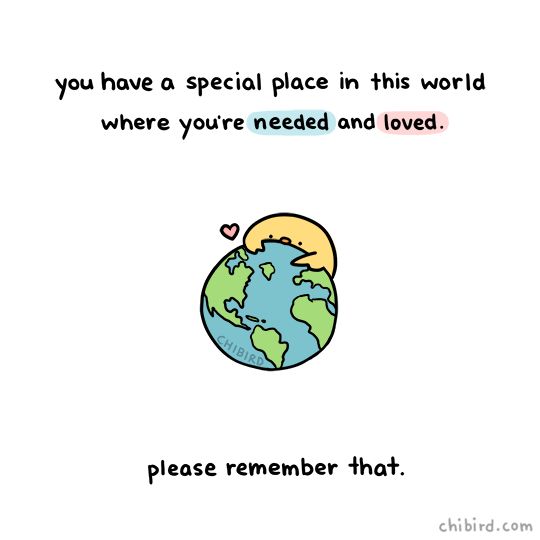 you have a special place in this world
where you're needed and loved.
CHIBIRD
please remember that.
chibird.com